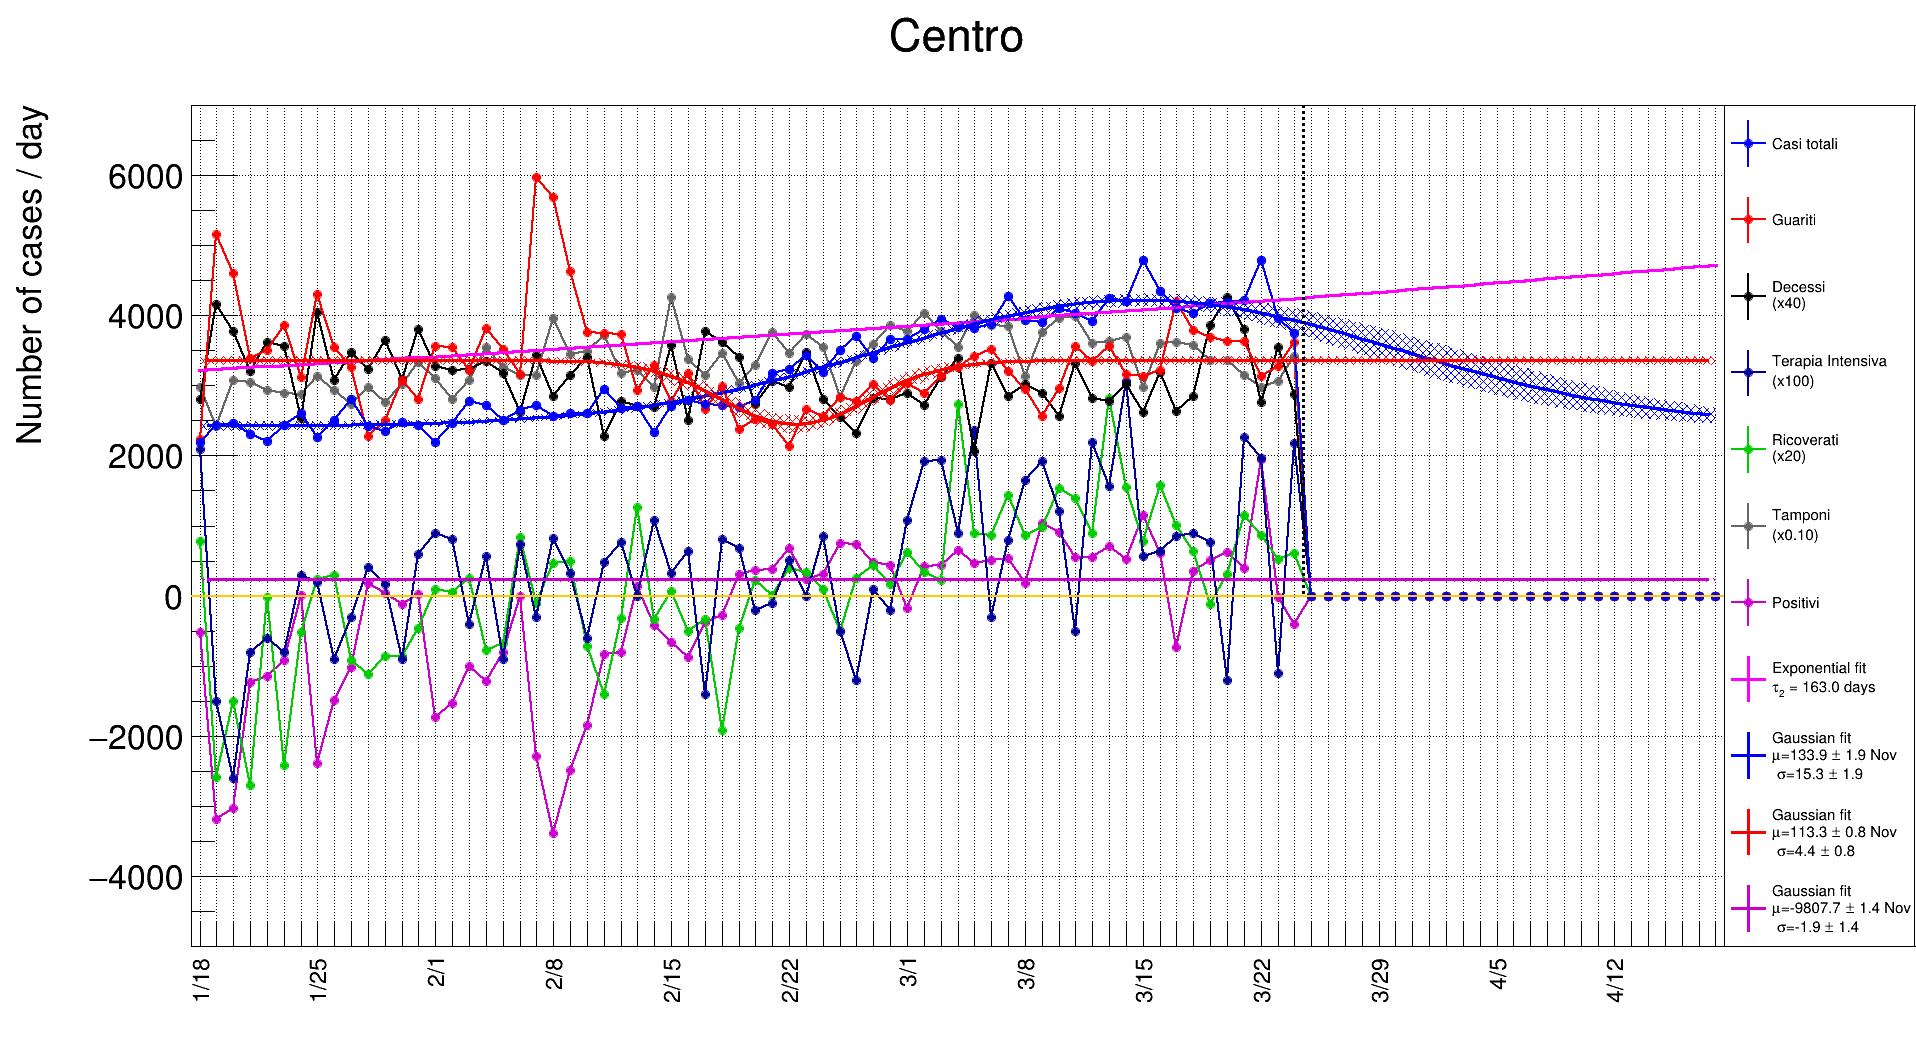 Centro
Number of cases / day
6000
4000
2000
0
−2000
−4000
1/18
1/25
2/1
2/8
2/15
2/22
3/1
3/8
3/15
3/22
3/29
4/5
4/12
Casi totali
Guariti
Decessi
(x40)
Terapia Intensiva
(x100)
Ricoverati
(x20)
Tamponi
(x0.10)
Positivi
Exponential fit
τ₂ = 163.0 days
Gaussian fit
μ=133.9 ± 1.9 Nov
σ=15.3 ± 1.9
Gaussian fit
μ=113.3 ± 0.8 Nov
σ=4.4 ± 0.8
Gaussian fit
μ=-9807.7 ± 1.4 Nov
σ=-1.9 ± 1.4